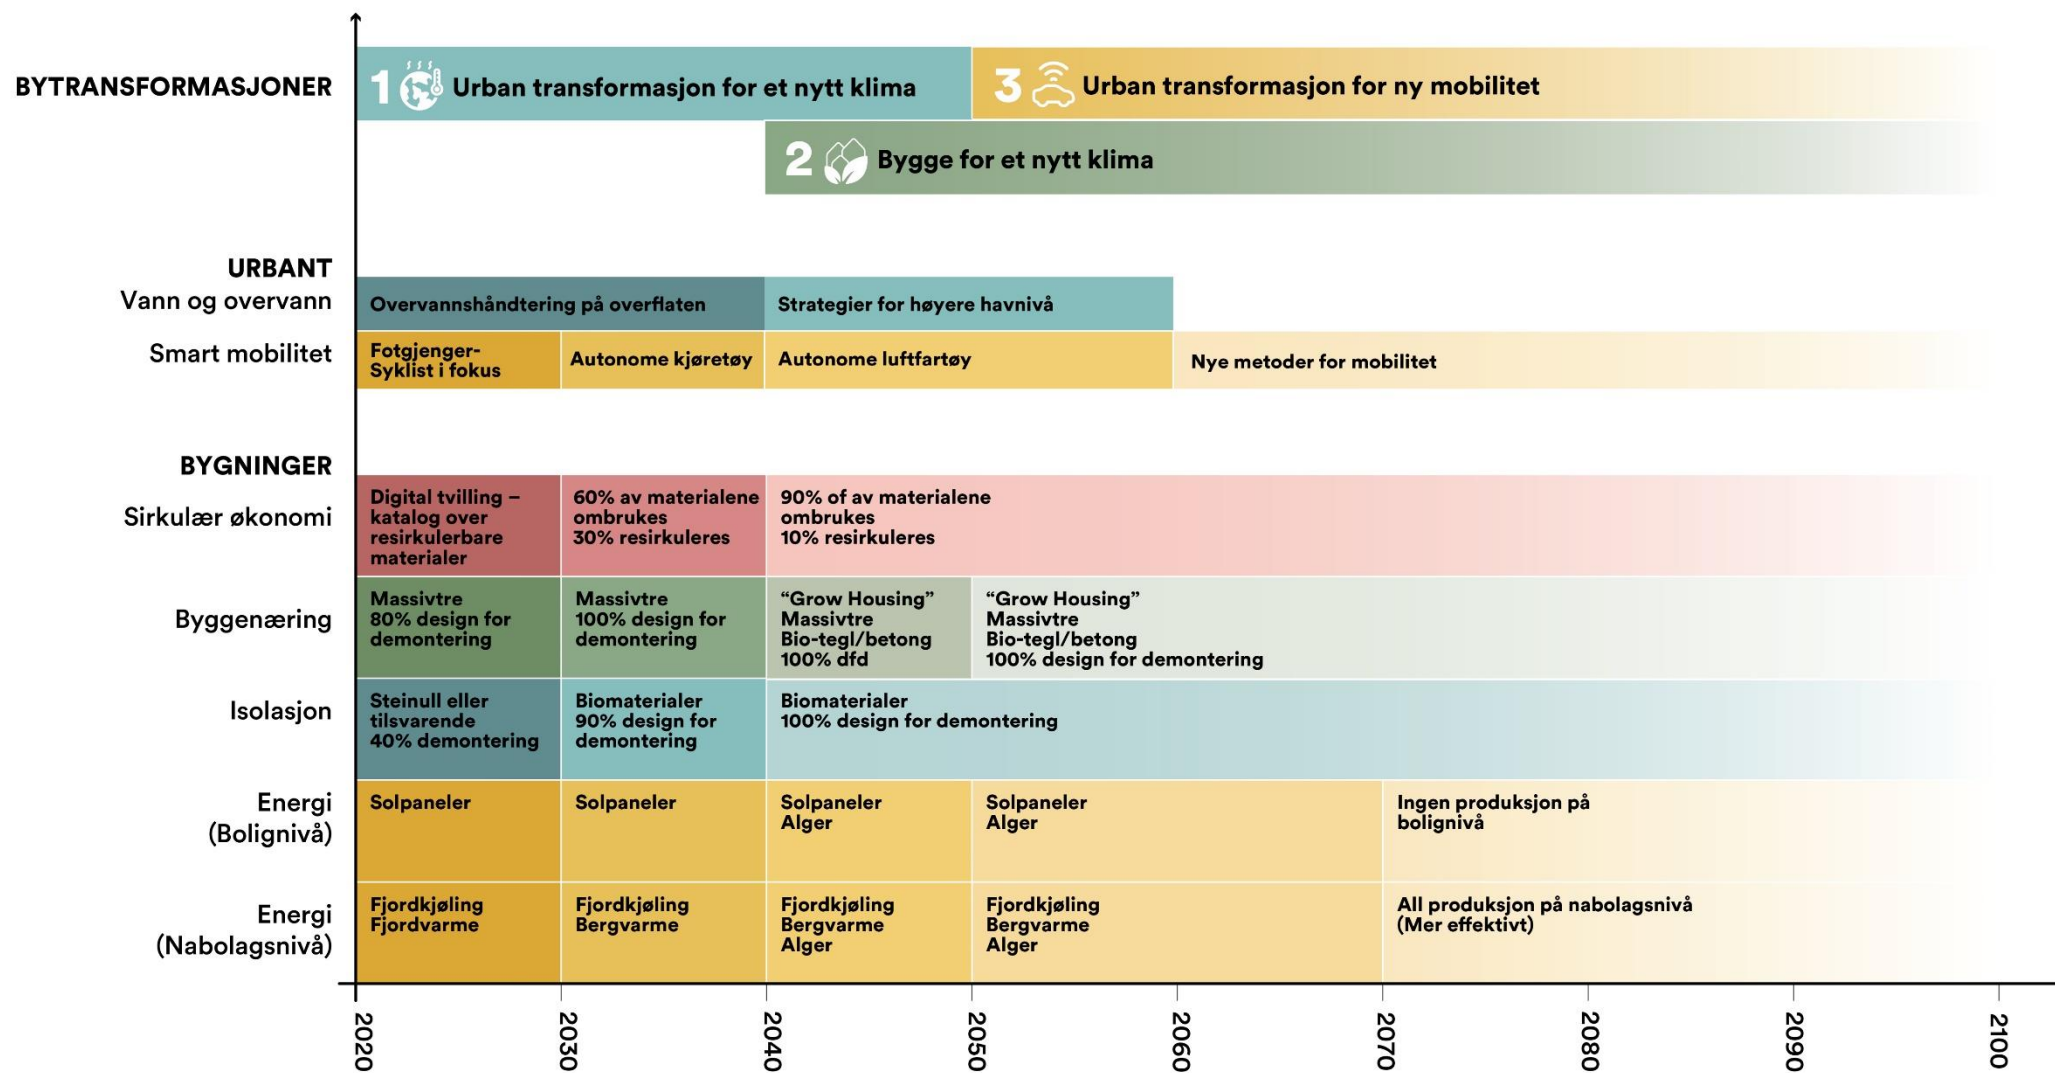 BYTRANSFORMASJONER
1 Urban transformasjon for et nytt klima
3 Urban transformasjon for ny mobilitet
2 Bygge for et nytt klima
URBANT
Vann og overvann
Overvannshåndtering på overflaten
Strategier for høyere havnivå
Smart mobilitet
Fotgjenger-
Syklist i fokus
Autonome kjøretøy
Autonome luftfartøy
Nye metoder for mobilitet
BYGNINGER
Sirkulær økonomi
Digital tvilling –
katalog over
resirkulerbare
materialer
60% av materialene
ombrukes
30% resirkuleres
90% of av materialene
ombrukes
10% resirkuleres
Byggenæring
Massivtre
80% design for
demontering
Massivtre
100% design for
demontering
“Grow Housing”
Massivtre
Bio-tegl/betong
100% dfd
“Grow Housing”
Massivtre
Bio-tegl/betong
100% design for demontering
Isolasjon
Steinull eller
tilsvarende
40% demontering
Biomaterialer
90% design for
demontering
Biomaterialer
100% design for demontering
Energi
(Bolignivå)
Solpaneler
Solpaneler
Solpaneler
Alger
Solpaneler
Alger
Ingen produksjon på
bolignivå
Energi
(Nabolagsnivå)
Fjordkjøling
Fjordvarme
Fjordkjøling
Bergvarme
Fjordkjøling
Bergvarme
Alger
Fjordkjøling
Bergvarme
Alger
All produksjon på nabolagsnivå
(Mer effektivt)
2020
2030
2040
2050
2060
2070
2080
2090
2100